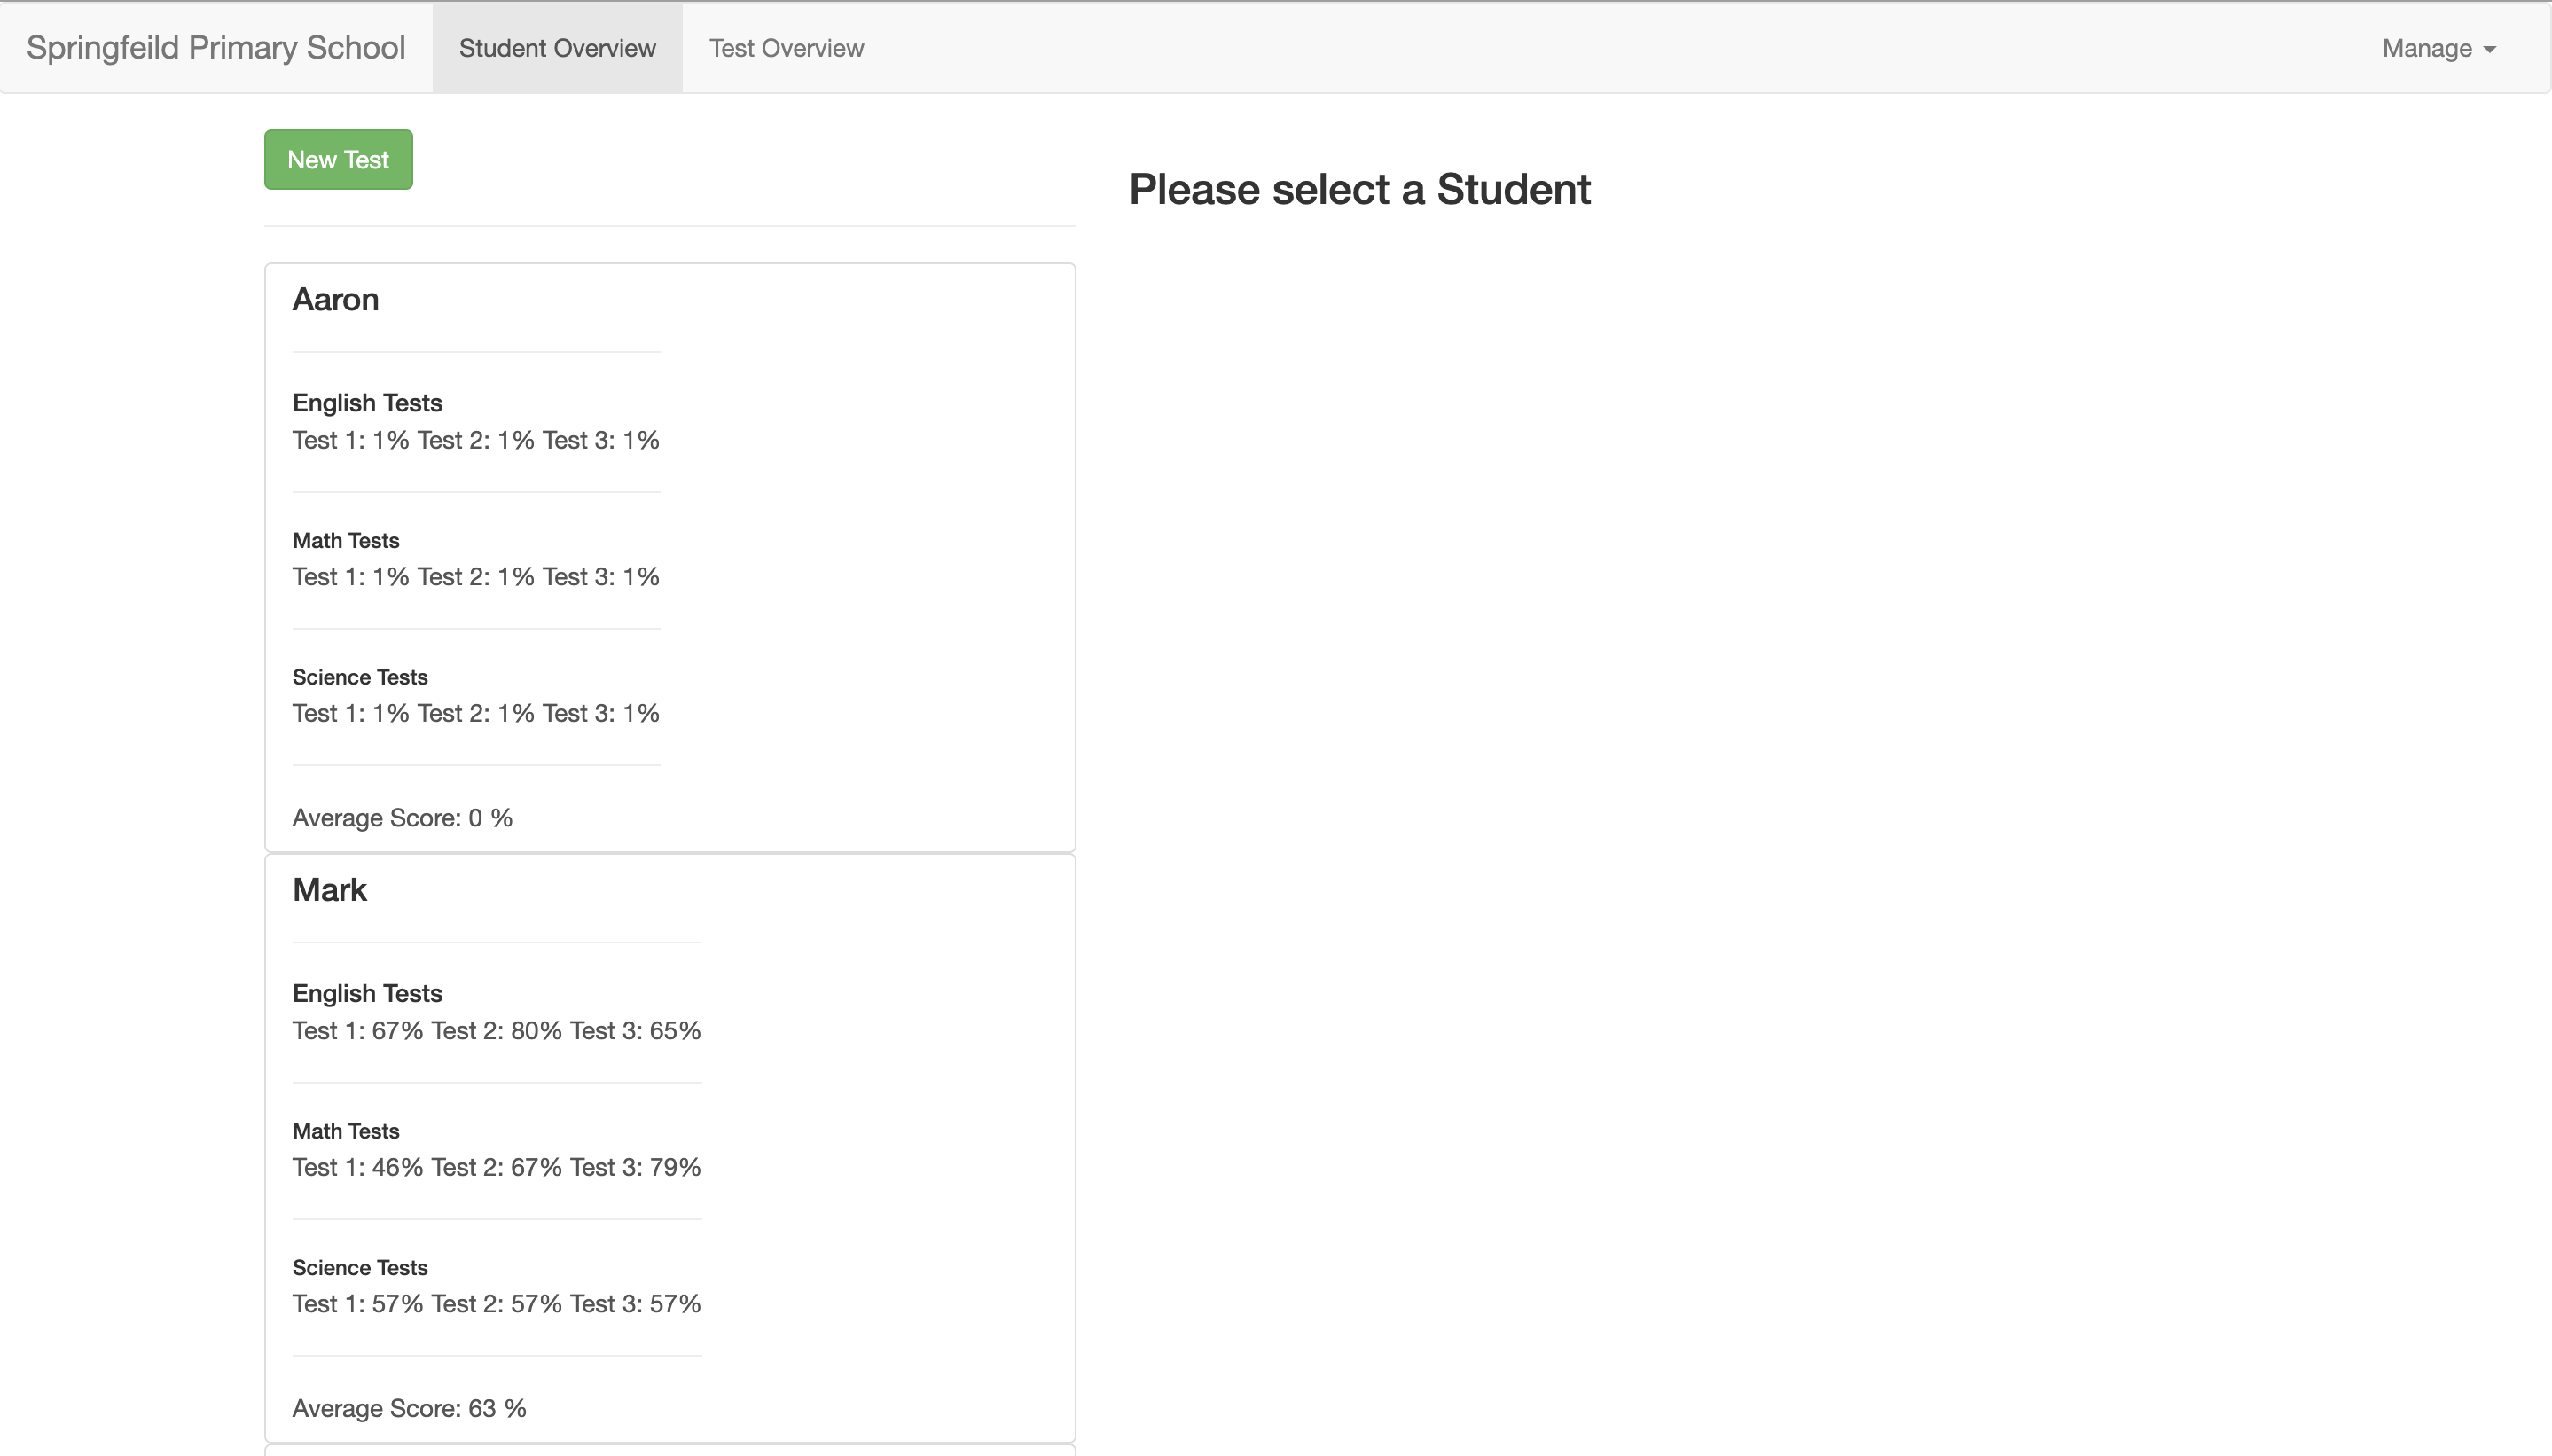 Springfeild Primary School Student Overview Test Overview Manage
New Test
Please select a Student
Aaron
English Tests
Test 1: 1% Test 2: 1% Test 3: 1%
Math Tests
Test 1: 1% Test 2: 1% Test 3: 1%
Science Tests
Test 1: 1% Test 2: 1% Test 3: 1%
Average Score: 0 %
Mark
English Tests
Test 1: 67% Test 2: 80% Test 3: 65%
Math Tests
Test 1: 46% Test 2: 67% Test 3: 79%
Science Tests
Test 1: 57% Test 2: 57% Test 3: 57%
Average Score: 63 %